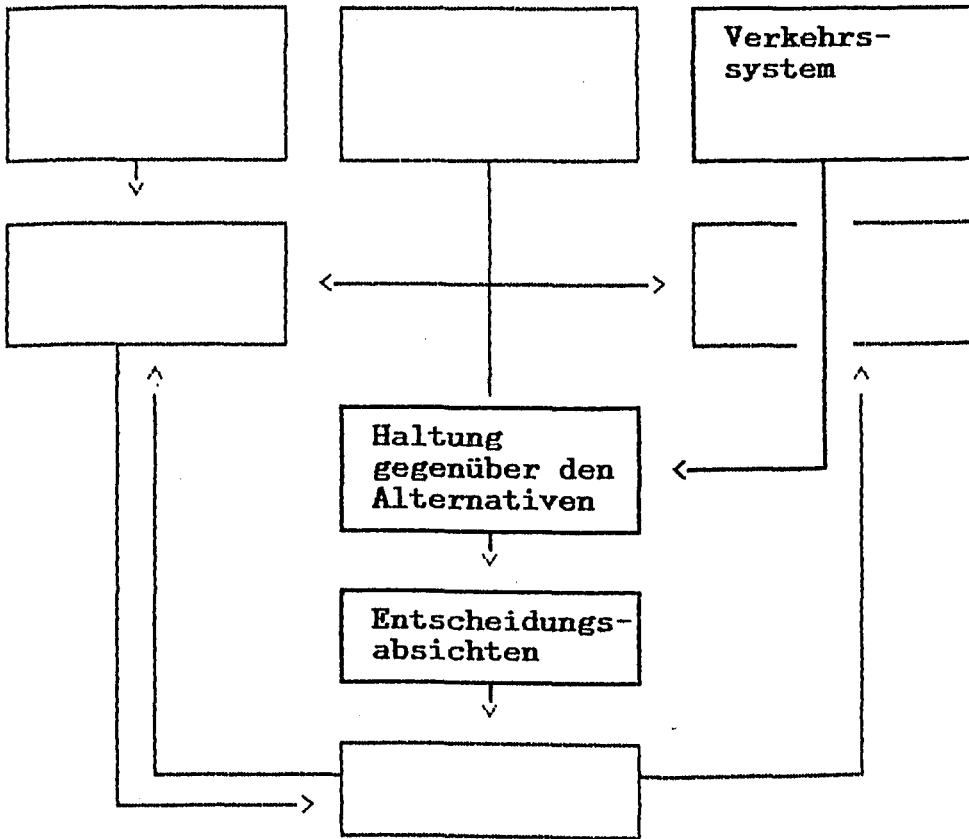 Verkehrs-
system
Haltung
gegenüber den
Alternativen
Entscheidungs-
absichten